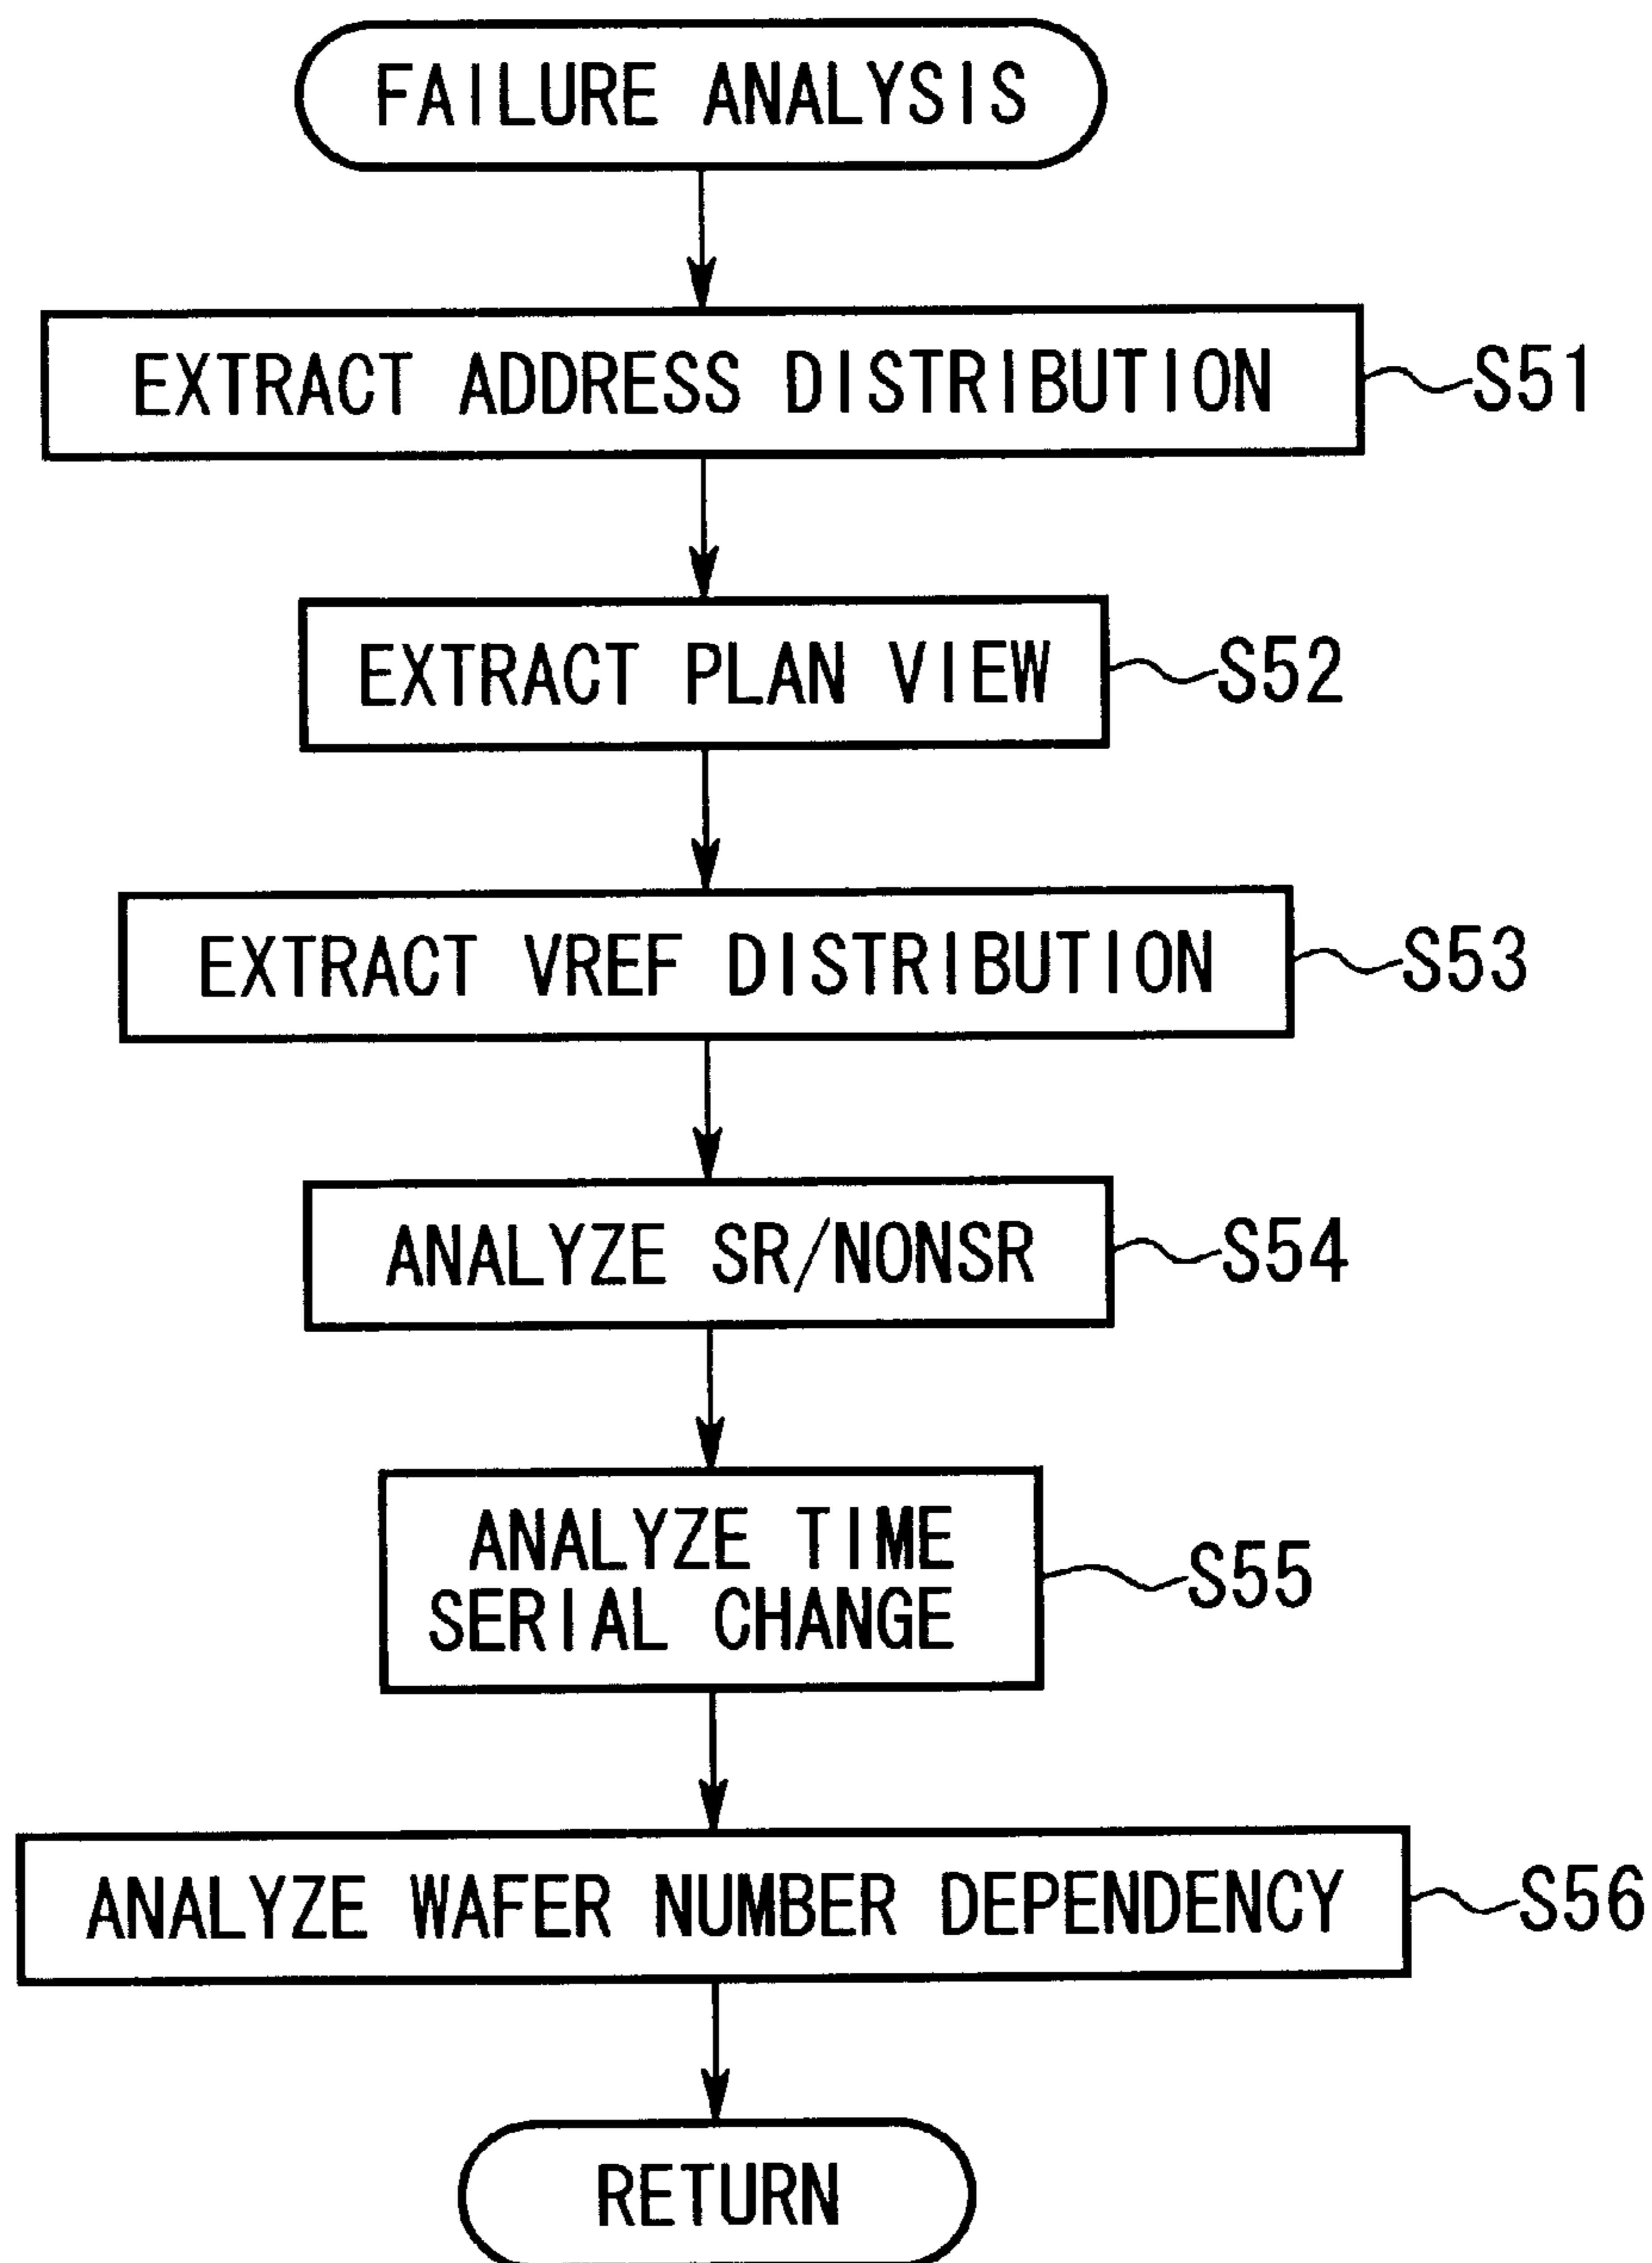 FAILURE ANALYSIS
EXTRACT ADDRESS DISTRIBUTION S51
EXTRACT PLAN VIEW S52
EXTRACT VREF DISTRIBUTION S53
ANALYZE SR/NONSR S54
ANALYZE TIME
SERIAL CHANGE S55
ANALYZE WAFER NUMBER DEPENDENCY S56
RETURN